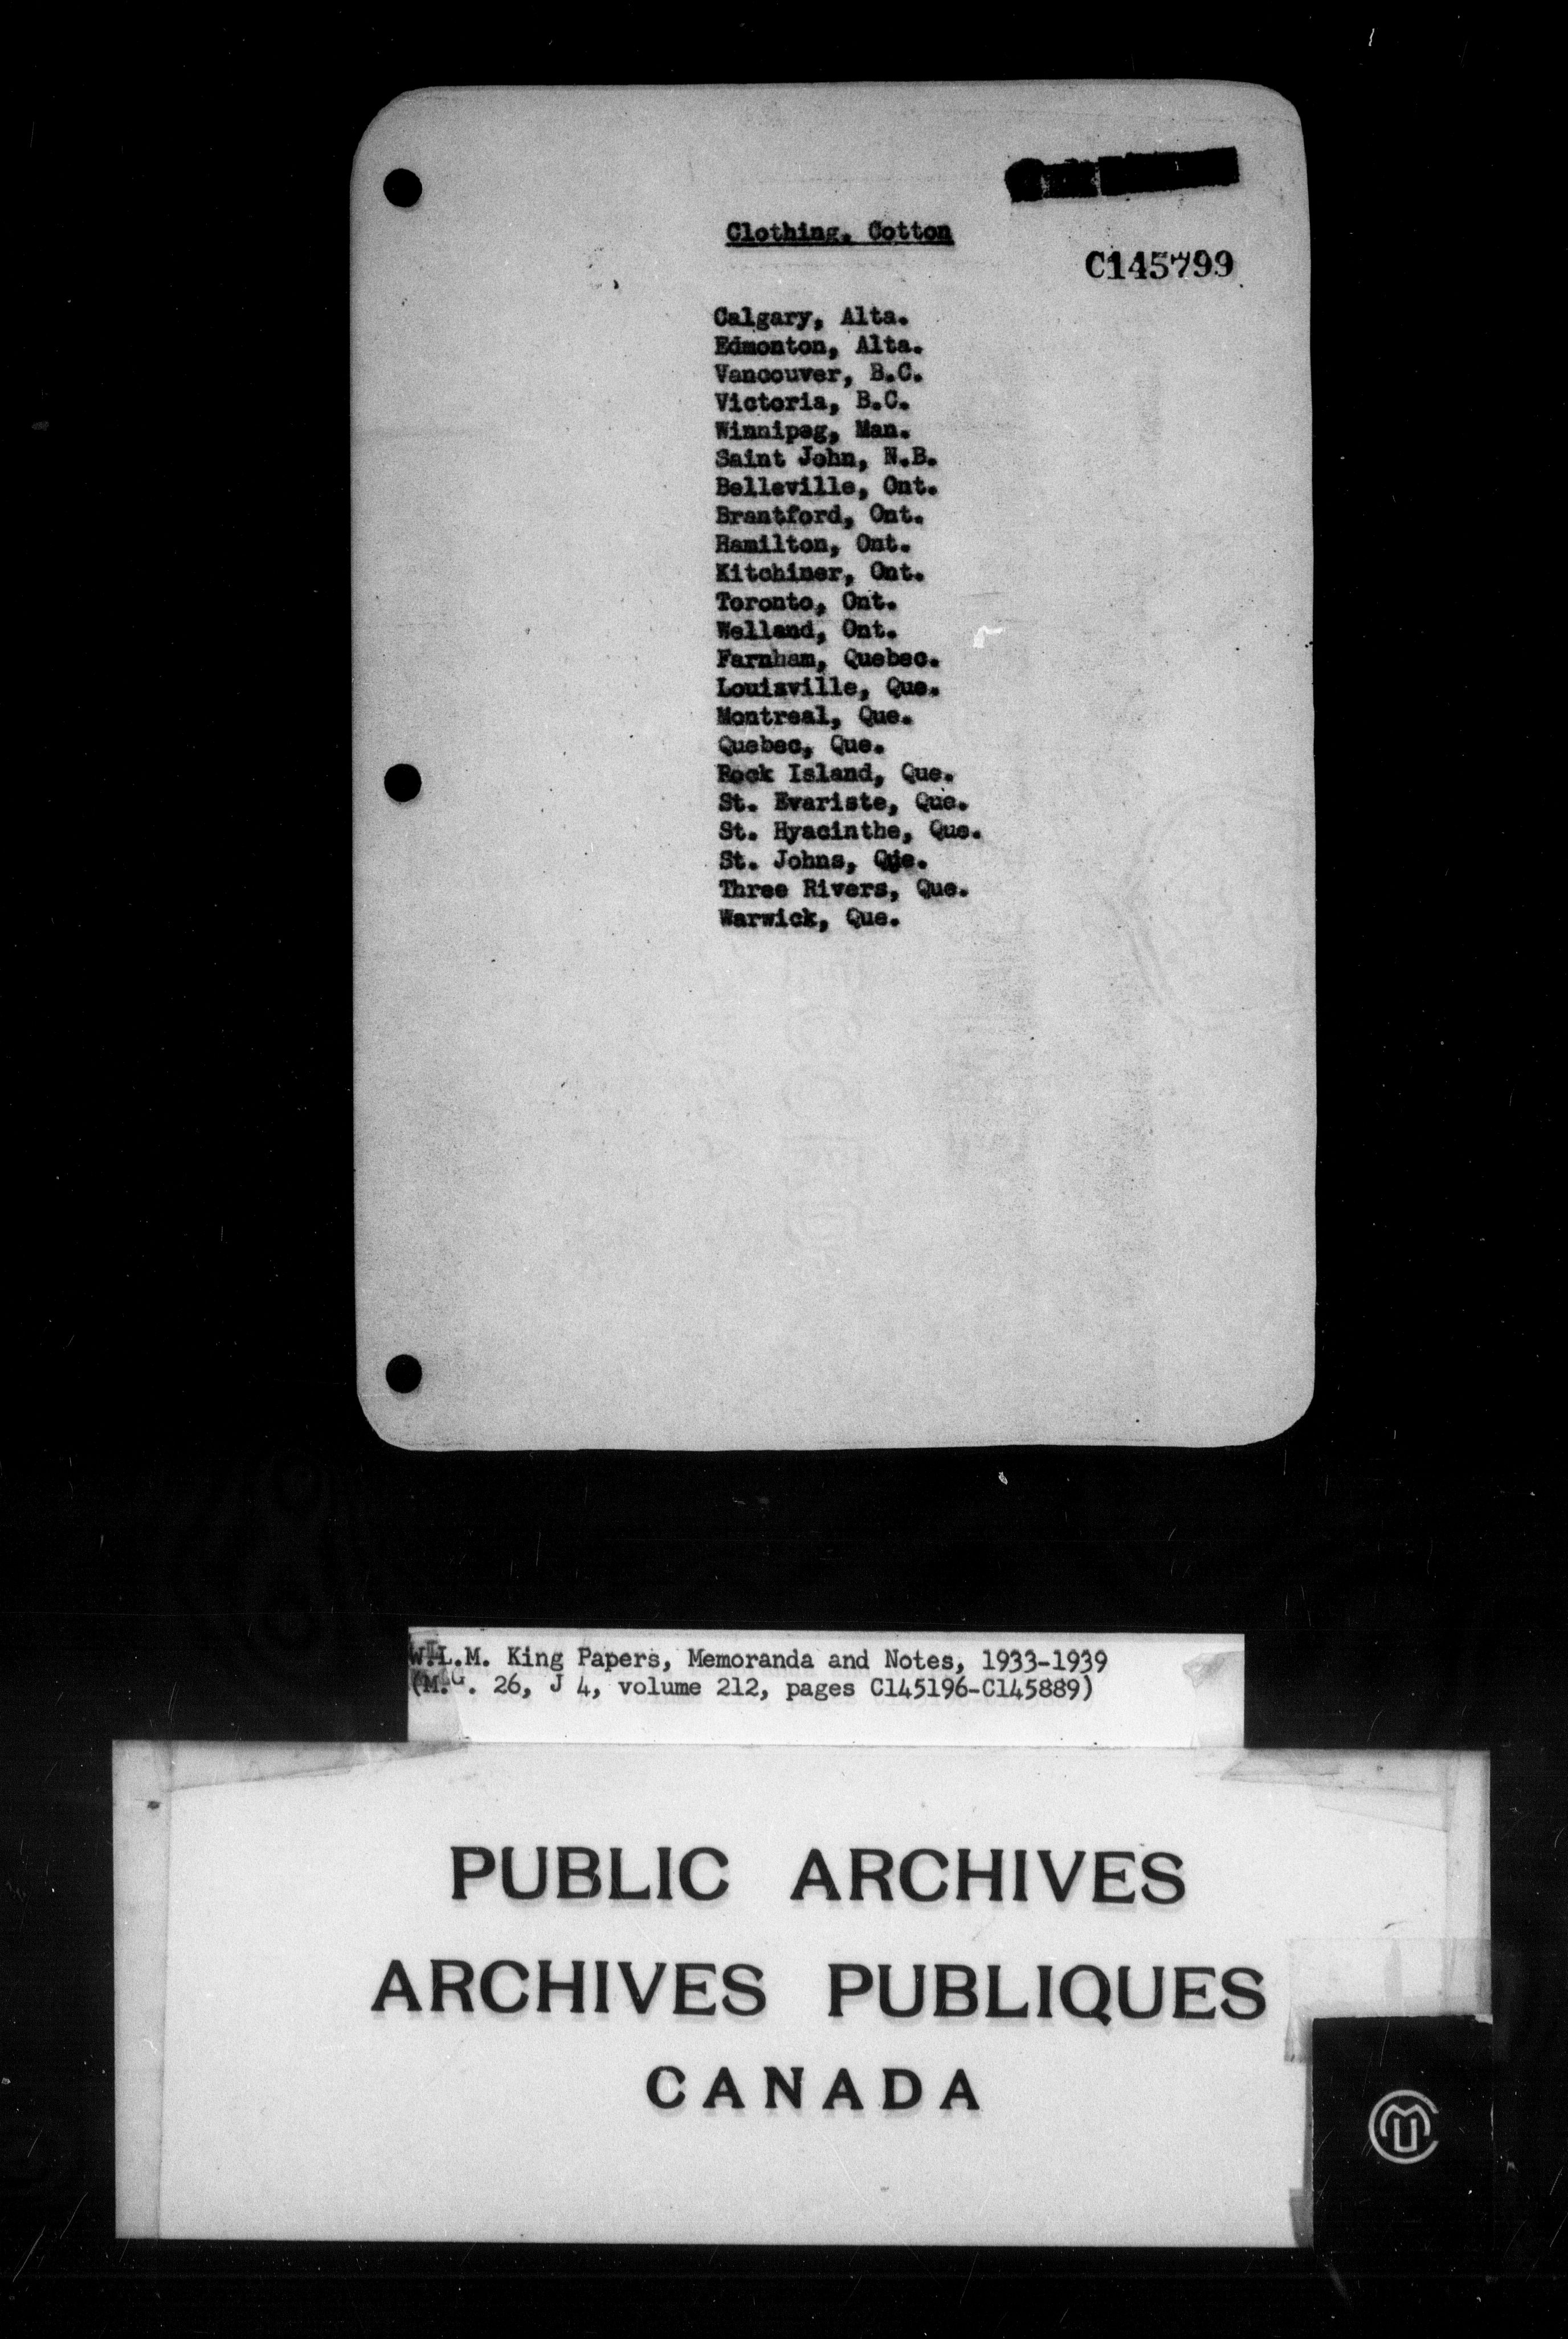 Clothing, Cotton
C145799
Calgary, Alta.
Edmonton, Alta.
Vancouver, B.C.
Victoria, B.C.
Winnipeg, Man.
Saint John, N.B.
Belleville, Ont.
Brantford, Ont.
Hamilton, Ont.
Kitchiner, Ont.
Toronto, Ont.
Welland, Ont.
Farnham, Quebec.
Louisville, Que.
Montreal, Que.
Quebec, Que.
Rock Island, Que.
St. Evariste, Que.
St. Hyacinthe, Que.
St. Johns, Que.
Three Rivers, Que.
Warwick, Que.
W.L.M. King Papers, Memoranda and Notes, 1933-1939
(M.G. 26, J 4, volume 212, pages C145196-C145889)
PUBLIC ARCHIVES
ARCHIVES PUBLIQUES
CANADA